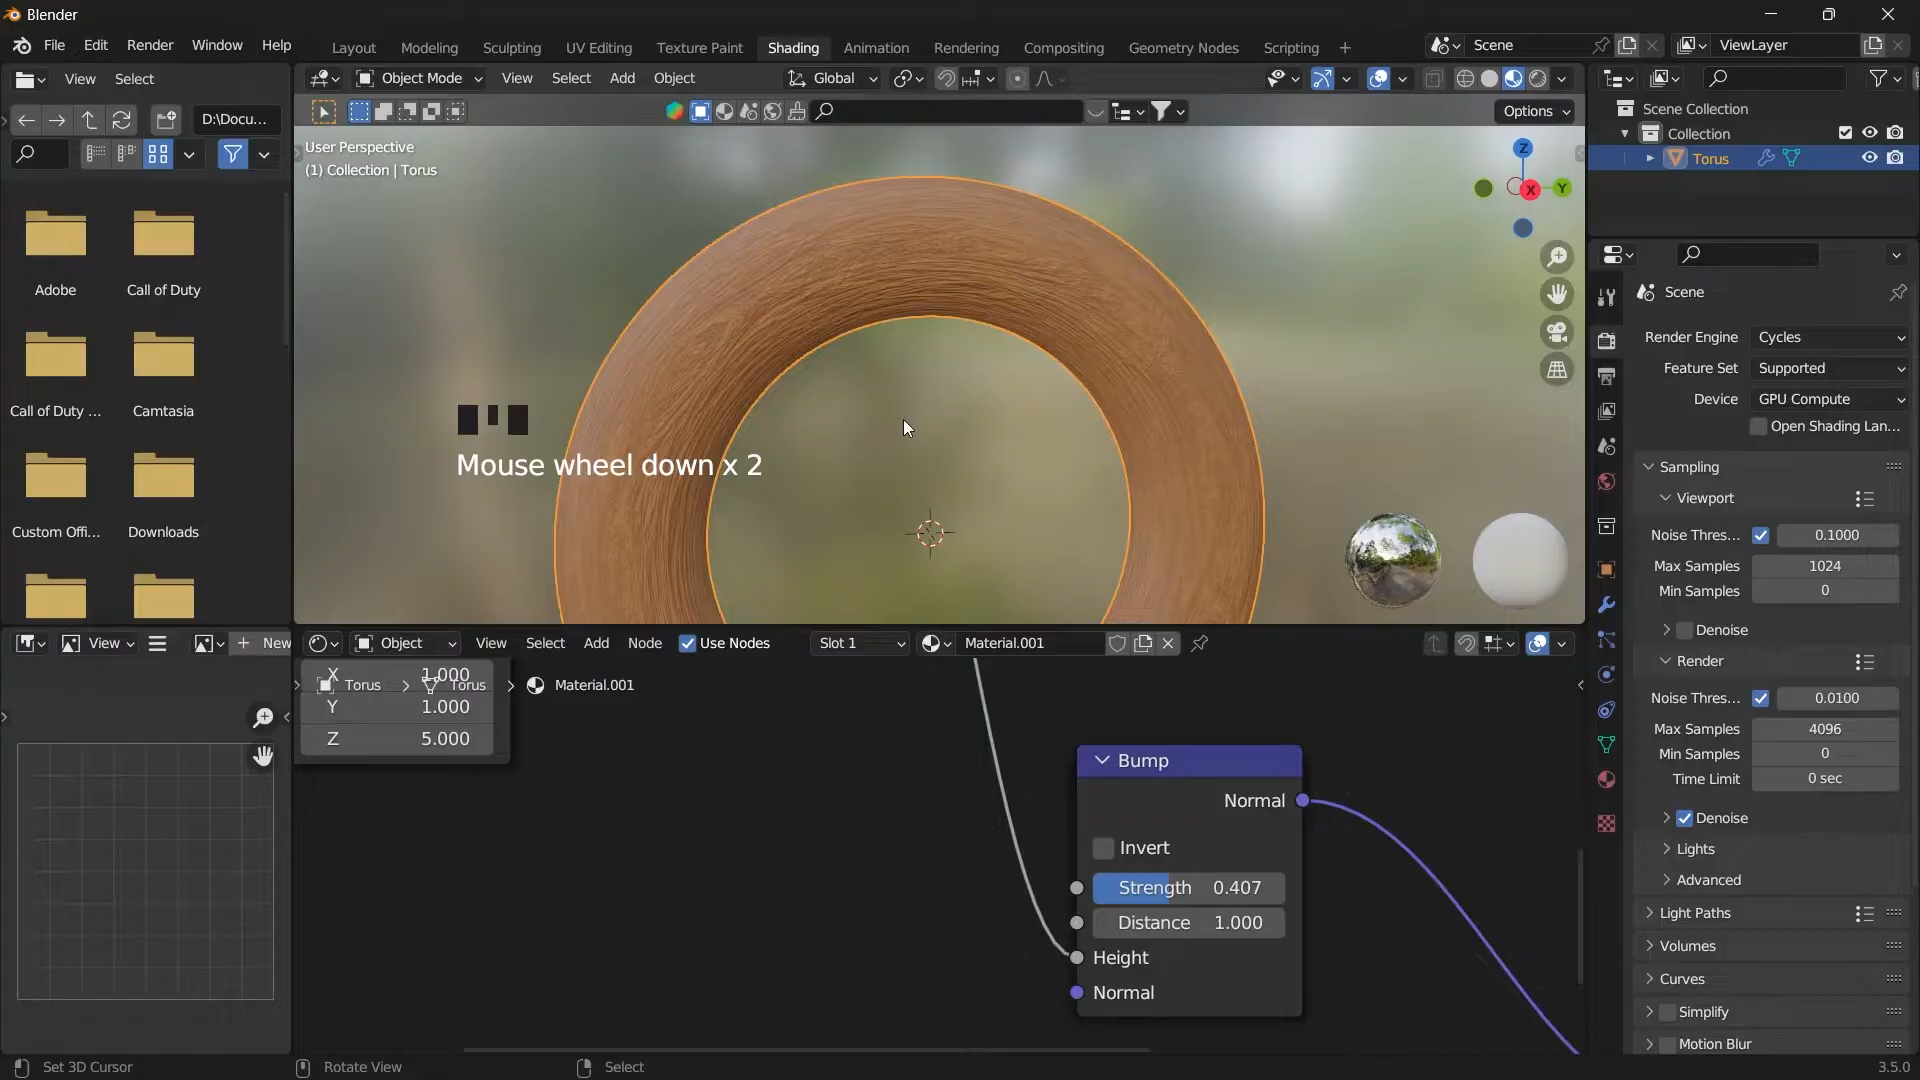 Blender
File Edit Render Window Help
Layout Modeling Sculpting UV Editing Texture Paint Shading Animation Rendering Compositing Geometry Nodes Scripting +
Scene
ViewLayer
View Select
Object Mode View Select Add Object
Global
D:\Docu...
Options
Adobe
Call of Duty
Call of Duty ...
Camtasia
Custom Offi...
Downloads
User Perspective
(1) Collection | Torus
Z
X
Y
Mouse wheel down x 2
Scene Collection
Collection
Torus
Scene
Render Engine Cycles
Feature Set Supported
Device GPU Compute
Open Shading Lan...
Sampling
Viewport
Noise Thres... 0.1000
Max Samples 1024
Min Samples 0
Denoise
Render
Noise Thres... 0.0100
Max Samples 4096
Min Samples 0
Time Limit 0 sec
Denoise
Lights
Advanced
Light Paths
Volumes
Curves
Simplify
Motion Blur
View
+ New
Object View Select Add Node Use Nodes Slot 1 Material.001
Torus > Torus > Material.001
X 1.000
Y 1.000
Z 5.000
Bump
Normal
Invert
Strength 0.407
Distance 1.000
Height
Normal
Set 3D Cursor
Rotate View
Select
3.5.0